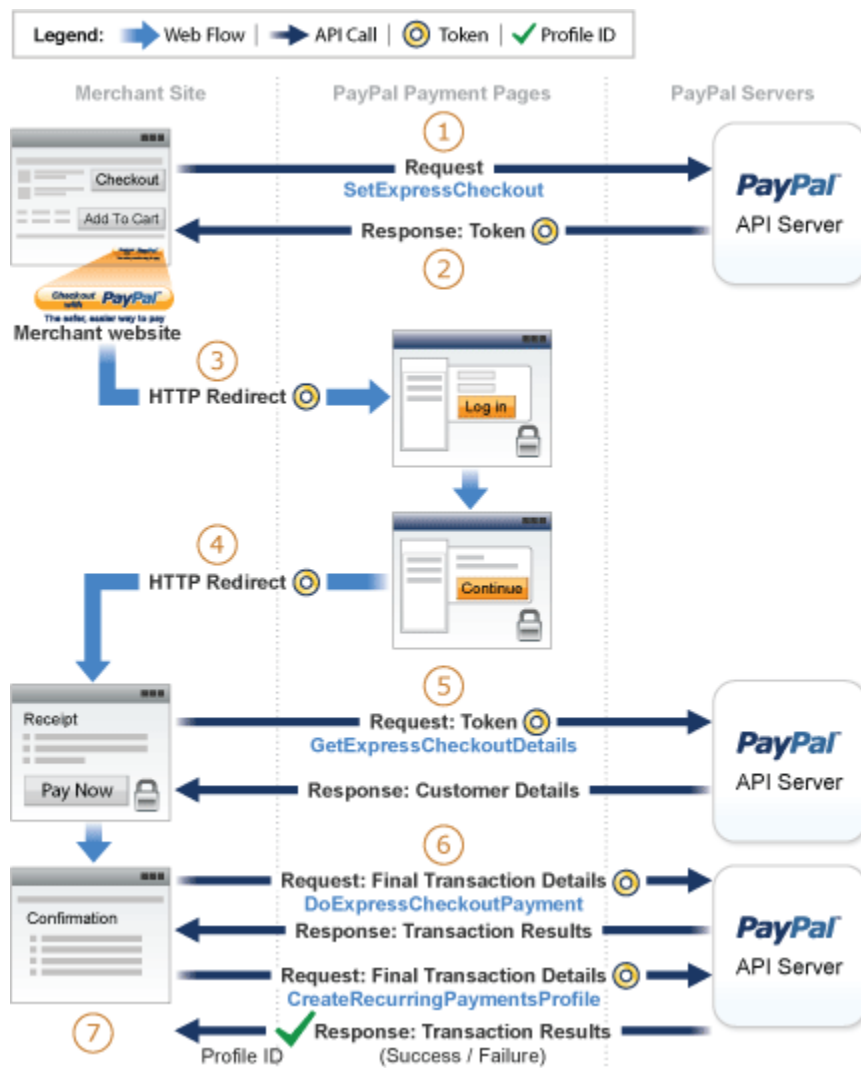 Legend: Web Flow | API Call | Token | Profile ID
Merchant Site PayPal Payment Pages PayPal Servers
1
Checkout
Request
SetExpressCheckout
PayPal
API Server
Add To Cart
Response: Token
2
Checkout with PayPal
The safer, easier way to pay
Merchant website
3
HTTP Redirect
Log in
4
HTTP Redirect
Continue
5
Receipt
Request: Token
GetExpressCheckoutDetails
PayPal
API Server
Pay Now
Response: Customer Details
6
Request: Final Transaction Details
DoExpressCheckoutPayment
Confirmation
Response: Transaction Results
PayPal
API Server
Request: Final Transaction Details
CreateRecurringPaymentsProfile
7
Response: Transaction Results
Profile ID (Success / Failure)